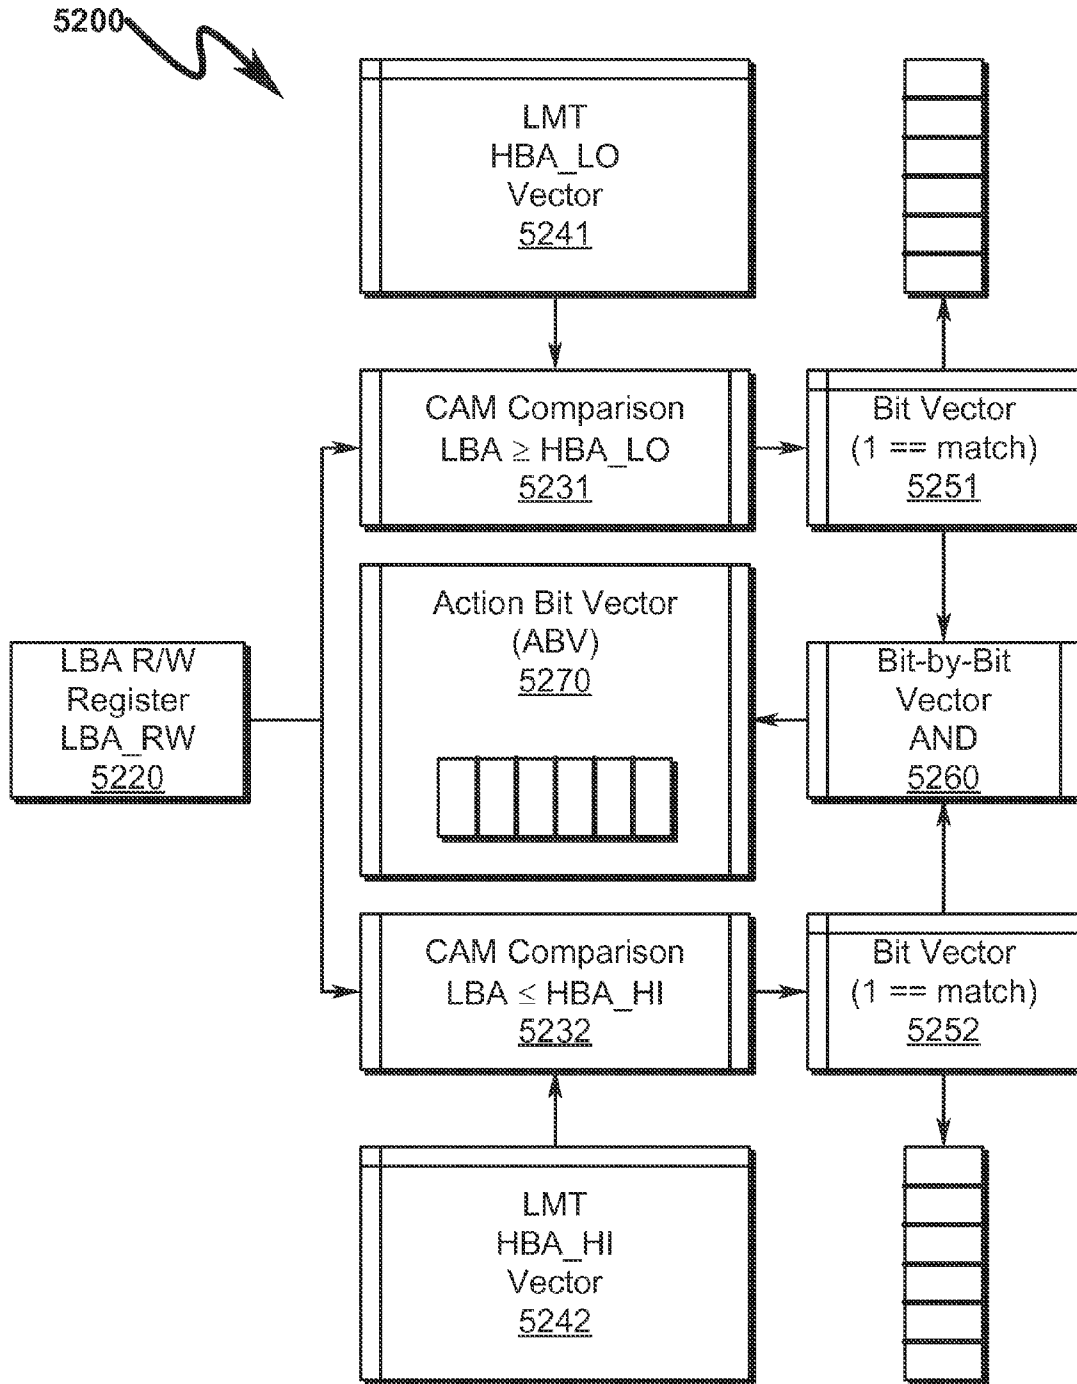 5200
LMT
HBA_LO
Vector
5241
CAM Comparison
LBA ≥ HBA_LO
5231
Bit Vector
(1 == match)
5251
Action Bit Vector
(ABV)
5270
LBA R/W
Register
LBA_RW
5220
Bit-by-Bit
Vector
AND
5260
CAM Comparison
LBA ≤ HBA_HI
5232
Bit Vector
(1 == match)
5252
LMT
HBA_HI
Vector
5242